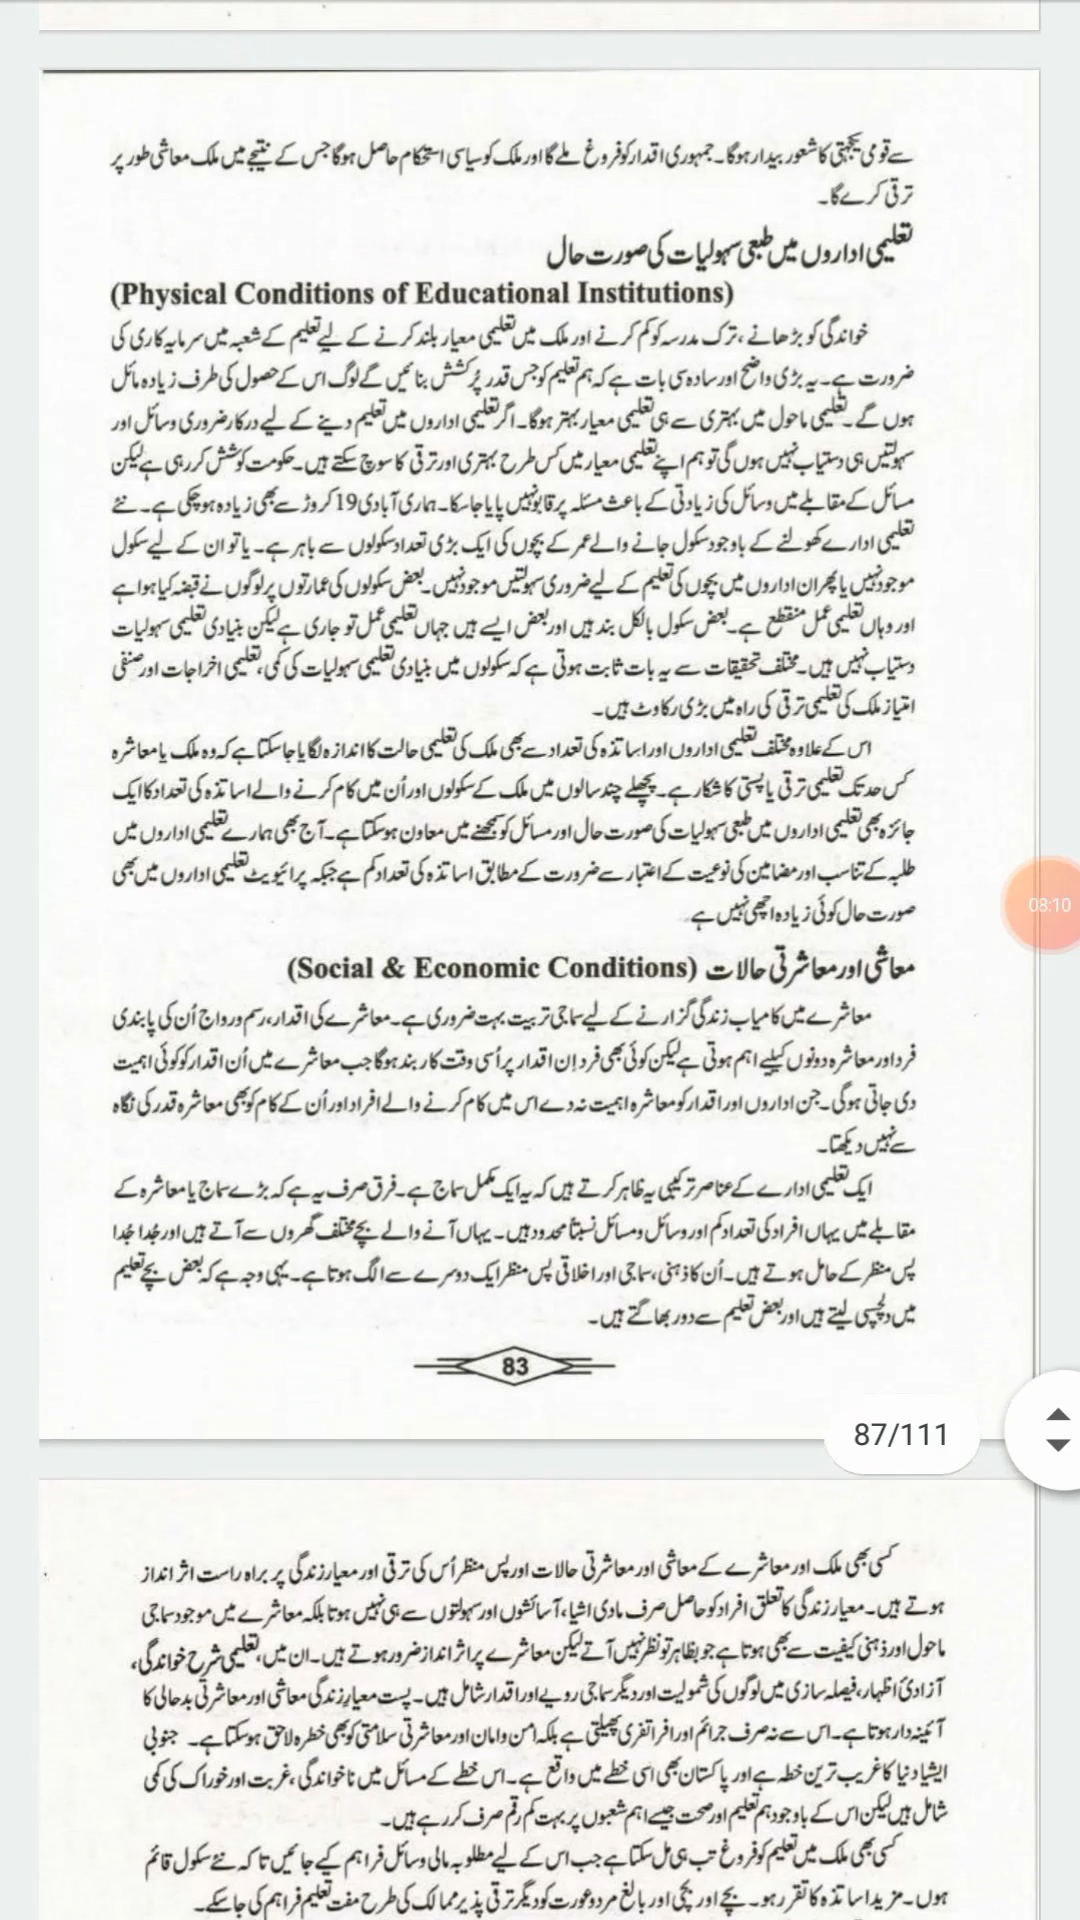 سے قومی یکجہتی کا شعور بیدار ہوگا۔ جمہوری اقدار کو فروغ ملے گا اور ملک کو سیاسی استحکام حاصل ہوگا جس کے نتیجے میں ملک معاشی طور پر
ترقی کرے گا۔
تعلیمی اداروں میں طبعی سہولیات کی صورت حال
(Physical Conditions of Educational Institutions)
خواندگی کو بڑھانے، ترک مدرسہ کو کم کرنے اور ملک میں تعلیمی معیار بلند کرنے کے لیے تعلیم کے شعبہ میں سرمایہ کاری کی
ضرورت ہے۔ یہ بڑی واضح اور سادہ سی بات ہے کہ ہم تعلیم کو جس قدر پُرکشش بنائیں گے لوگ اس کے حصول کی طرف زیادہ مائل
ہوں گے۔ تعلیمی ماحول میں بہتری سے ہی تعلیمی معیار بہتر ہوگا۔ اگر تعلیمی اداروں میں تعلیم دینے کے لیے درکار ضروری وسائل اور
سہولتیں ہی دستیاب نہیں ہوں گی تو ہم اپنے تعلیمی معیار میں کس طرح بہتری اور ترقی کا سوچ سکتے ہیں۔ حکومت کوشش کر رہی ہے لیکن
مسائل کے مقابلے میں وسائل کی زیادتی کے باعث مسئلہ پر قابو نہیں پایا جاسکا۔ ہماری آبادی 19 کروڑ سے بھی زیادہ ہو چکی ہے۔ نئے
تعلیمی ادارے کھولنے کے باوجود سکول جانے والے عمر کے بچوں کی ایک بڑی تعداد سکولوں سے باہر ہے۔ یا تو ان کے لیے سکول
موجود نہیں یا پھر ان اداروں میں بچوں کی تعلیم کے لیے ضروری سہولتیں موجود نہیں۔ بعض سکولوں کی عمارتوں پر لوگوں نے قبضہ کیا ہوا ہے
اور وہاں تعلیمی عمل منقطع ہے۔ بعض سکول بالکل بند ہیں اور بعض ایسے ہیں جہاں تعلیمی عمل تو جاری ہے لیکن بنیادی تعلیمی سہولیات
دستیاب نہیں ہیں۔ مختلف تحقیقات سے یہ بات ثابت ہوتی ہے کہ سکولوں میں بنیادی تعلیمی سہولیات کی کمی، تعلیمی اخراجات اور صنفی
امتیاز ملک کی تعلیمی ترقی کی راہ میں بڑی رکاوٹ ہیں۔
اس کے علاوہ مختلف تعلیمی اداروں اور اساتذہ کی تعداد سے بھی ملک کی تعلیمی حالت کا اندازہ لگایا جاسکتا ہے کہ وہ ملک یا معاشرہ
کس حد تک تعلیمی ترقی یا پستی کا شکار ہے۔ پچھلے چند سالوں میں ملک کے سکولوں اور اُن میں کام کرنے والے اساتذہ کی تعداد کا ایک
جائزہ بھی تعلیمی اداروں میں طبعی سہولیات کی صورت حال اور مسائل کو سمجھنے میں معاون ہوسکتا ہے۔ آج بھی ہمارے تعلیمی اداروں میں
طلبہ کے تناسب اور مضامین کی نوعیت کے اعتبار سے ضرورت کے مطابق اساتذہ کی تعداد کم ہے جبکہ پرائیویٹ تعلیمی اداروں میں بھی
صورت حال کوئی زیادہ اچھی نہیں ہے
معاشی اور معاشرتی حالات (Social & Economic Conditions)
معاشرے میں کامیاب زندگی گزارنے کے لیے سماجی تربیت بہت ضروری ہے۔ معاشرے کی اقدار، رسم و رواج اُن کی پابندی
فرد اور معاشرہ دونوں کیلیے اہم ہوتی ہے لیکن کوئی بھی فرد اِن اقدار پر اُسی وقت کاربند ہوگا جب معاشرے میں اُن اقدار کو کوئی اہمیت
دی جاتی ہوگی۔ جن اداروں اور اقدار کو معاشرہ اہمیت نہ دے اس میں کام کرنے والے افراد اور اُن کے کام کو بھی معاشرہ قدر کی نگاہ
سے نہیں دیکھتا۔
ایک تعلیمی ادارے کے عناصر ترکیبی یہ ظاہر کرتے ہیں کہ یہ ایک مکمل سماج ہے۔ فرق صرف یہ ہے کہ بڑے سماج یا معاشرہ کے
مقابلے میں یہاں افراد کی تعداد کم اور وسائل و مسائل نسبتاً محدود ہیں۔ یہاں آنے والے بچے مختلف گھروں سے آتے ہیں اور جُدا جُدا
پس منظر کے حامل ہوتے ہیں۔ اُن کا ذہنی، سماجی اور اخلاقی پس منظر ایک دوسرے سے الگ ہوتا ہے۔ یہی وجہ ہے کہ بعض بچے تعلیم
میں دلچسپی لیتے ہیں اور بعض تعلیم سے دور بھاگتے ہیں۔
83
87/111
08:10
کسی بھی ملک اور معاشرے کے معاشی اور معاشرتی حالات اور پس منظر اُس کی ترقی اور معیار زندگی پر براہ راست اثر انداز
ہوتے ہیں۔ معیار زندگی کا تعلق افراد کو حاصل صرف مادی اشیا، آسائشوں اور سہولتوں سے ہی نہیں ہوتا بلکہ معاشرے میں موجود سماجی
ماحول اور ذہنی کیفیت سے بھی ہوتا ہے جو بظاہر تو نظر نہیں آتے لیکن معاشرے پر اثر انداز ضرور ہوتے ہیں۔ ان میں، تعلیمی شرح خواندگی،
آزادیٔ اظہار، فیصلہ سازی میں لوگوں کی شمولیت اور دیگر سماجی رویے اور اقدار شامل ہیں۔ پست معیارِ زندگی معاشی اور معاشرتی بدحالی کا
آئینہ دار ہوتا ہے۔ اس سے نہ صرف جرائم اور افراتفری پھیلتی ہے بلکہ امن و امان اور معاشرتی سلامتی کو بھی خطرہ لاحق ہوسکتا ہے۔ جنوبی
ایشیا دنیا کا غریب ترین خطہ ہے اور پاکستان بھی اسی خطے میں واقع ہے۔ اس خطے کے مسائل میں ناخواندگی، غربت اور خوراک کی کمی
شامل ہیں لیکن اس کے باوجود ہم تعلیم اور صحت جیسے اہم شعبوں پر بہت کم رقم صرف کر رہے ہیں۔
کسی بھی ملک میں تعلیم کو فروغ تب ہی مل سکتا ہے جب اس کے لیے مطلوبہ مالی وسائل فراہم کیے جائیں تاکہ نئے سکول قائم
ہوں۔ مزید اساتذہ کا تقرر ہو۔ بچے اور بچی اور بالغ مرد و عورت کو دیگر ترقی پذیر ممالک کی طرح مفت تعلیم فراہم کی جاسکے۔